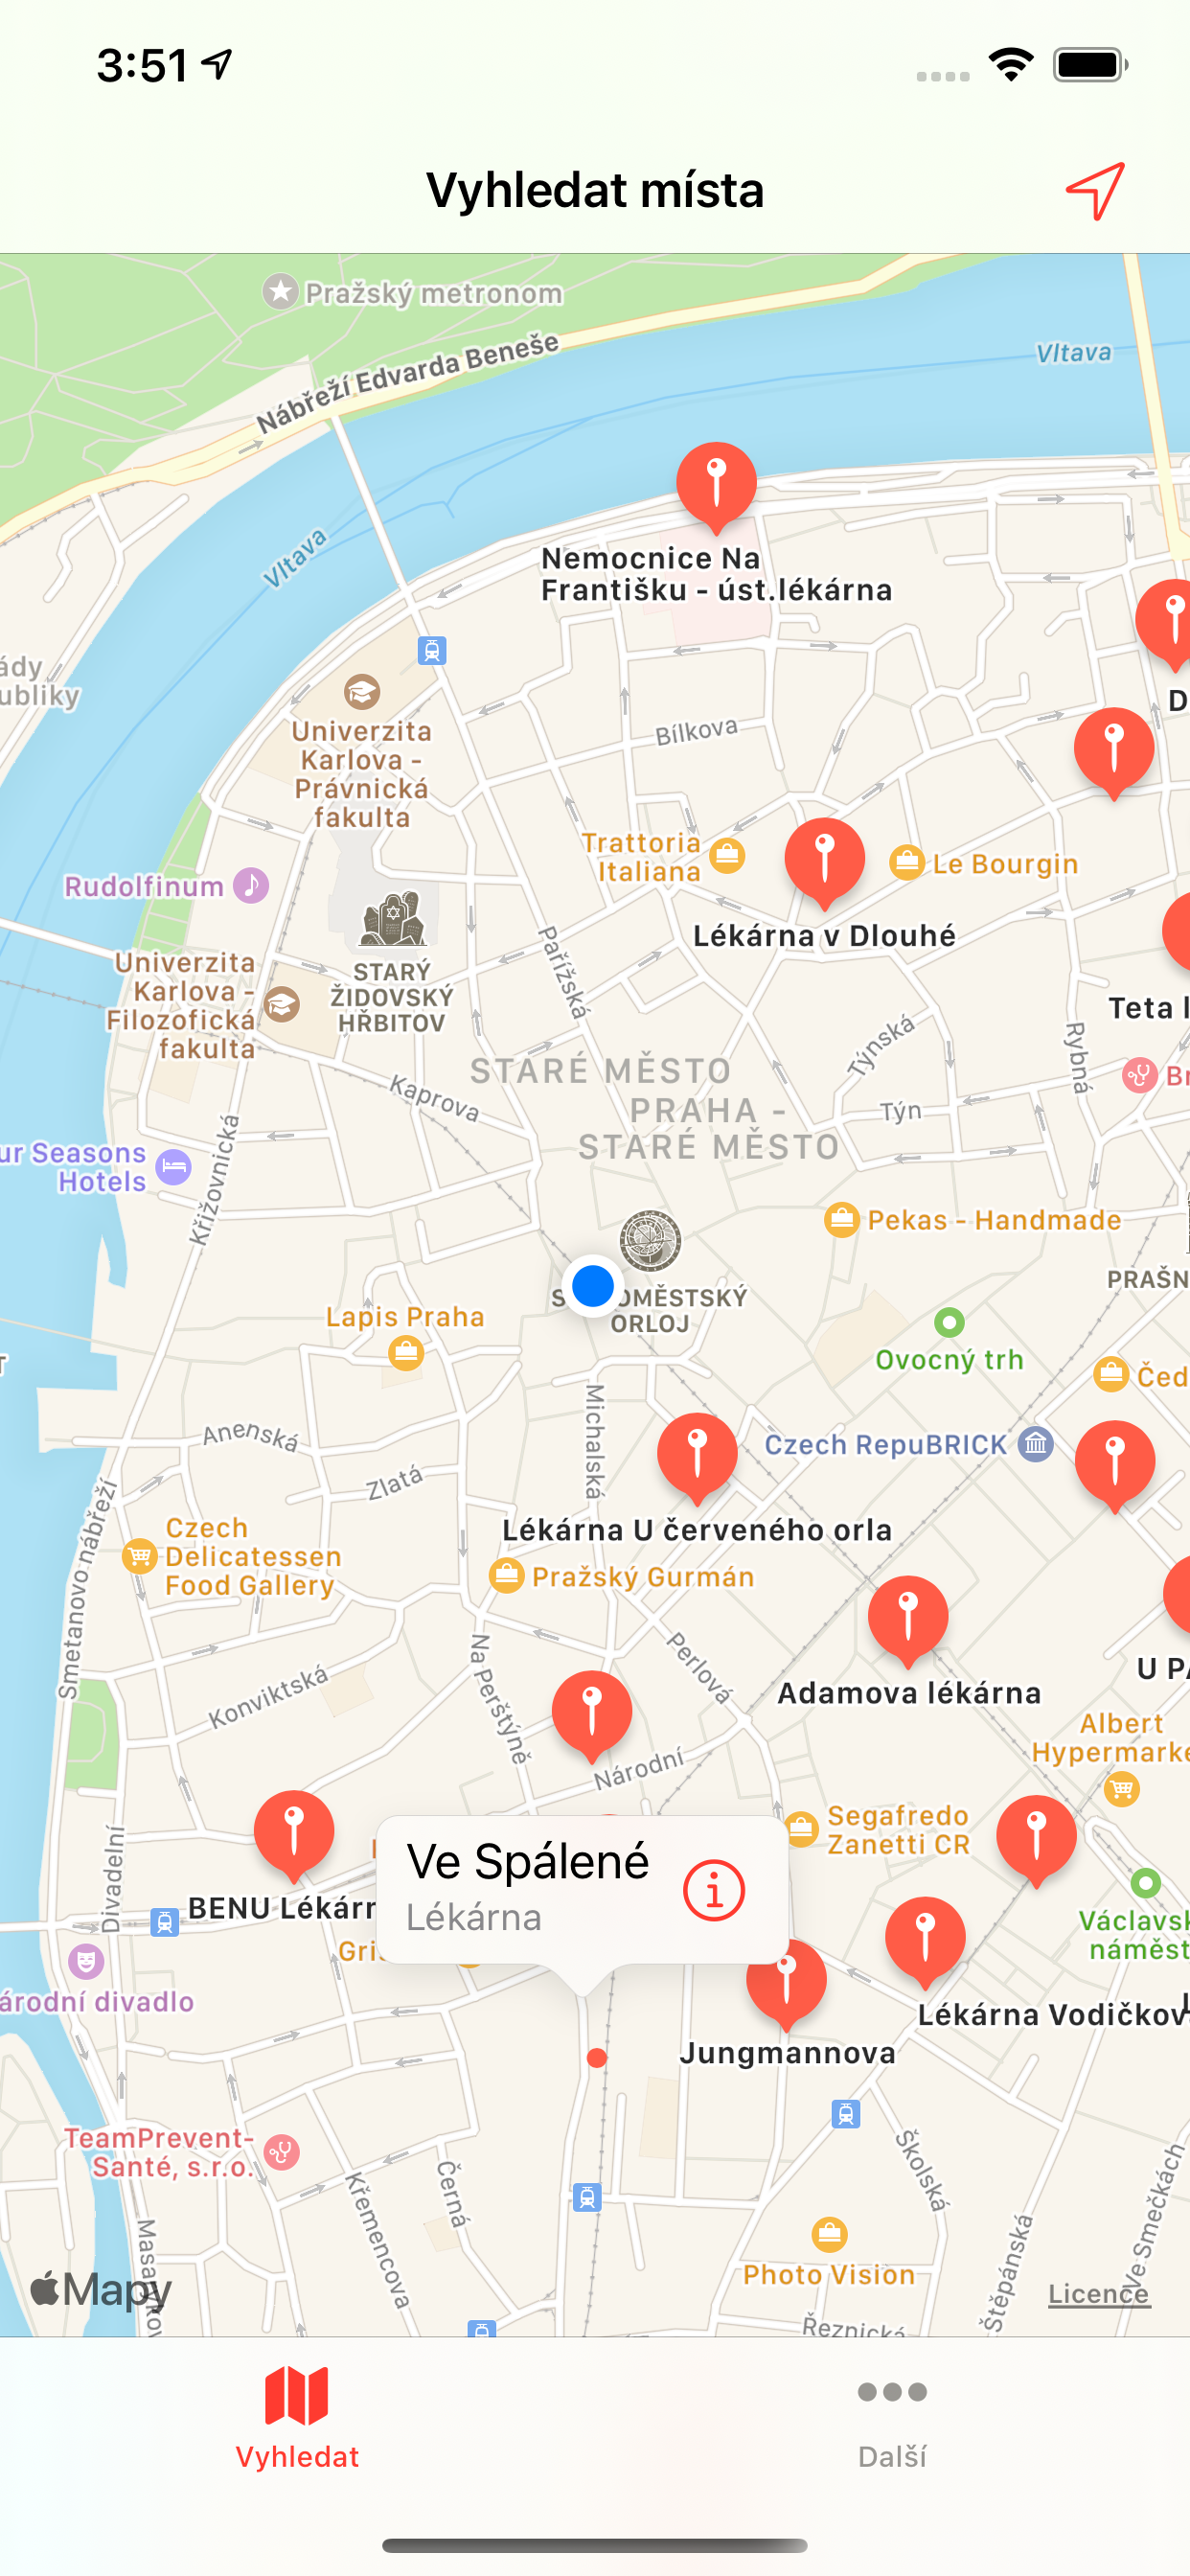 3:51
Vyhledat místa
Pražský metronom
Nábřeží Edvarda Beneše
Vltava
Vltava
Nemocnice Na
Františku - úst.lékárna
ády
ubliky
D
Univerzita
Karlova -
Právnická
fakulta
Bílkova
Trattoria
Italiana
Le Bourgin
Rudolfinum
Lékárna v Dlouhé
Pařížská
Univerzita
Karlova -
Filozofická
fakulta
STARÝ
ŽIDOVSKÝ
HŘBITOV
Teta l
Týnská
Rybná
STARÉ MĚSTO
Br
Kaprova
PRAHA -
STARÉ MĚSTO
Týn
ur Seasons
Hotels
Křižovnická
Pekas - Handmade
PRAŠN
S OMĚSTSKÝ
ORLOJ
Lapis Praha
Ovocný trh
Čed
Michalská
Anenská
Czech RepuBRICK
Zlatá
Smetanovo nábřeží
Lékárna U červeného orla
Czech
Delicatessen
Food Gallery
Pražský Gurmán
Na Perštýně
Perlová
U PA
Konviktská
Adamova lékárna
Albert
Hypermarke
Národní
Segafredo
Zanetti CR
Ve Spálené
Lékárna
Divadelní
BENU Lékárn
Gri
Václavsk
náměst
árodní divadlo
Lékárna Vodičkov
Jungmannova
TeamPrevent-
Santé, s.r.o.
Černá
Školská
Křemencova
Ve Smečkách
Štěpánská
Masarykov
Photo Vision
Mapy
Licence
Řeznická
Vyhledat
Další